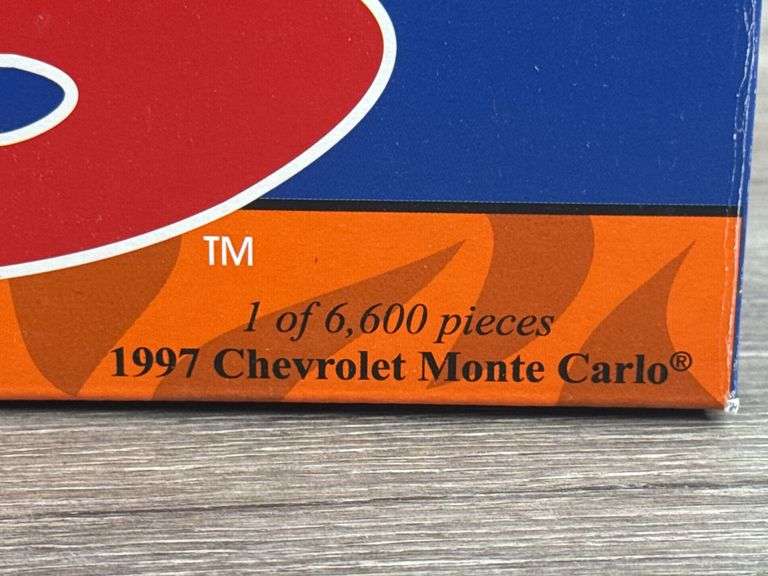 TM
1 of 6,600 pieces
1997 Chevrolet Monte Carlo®